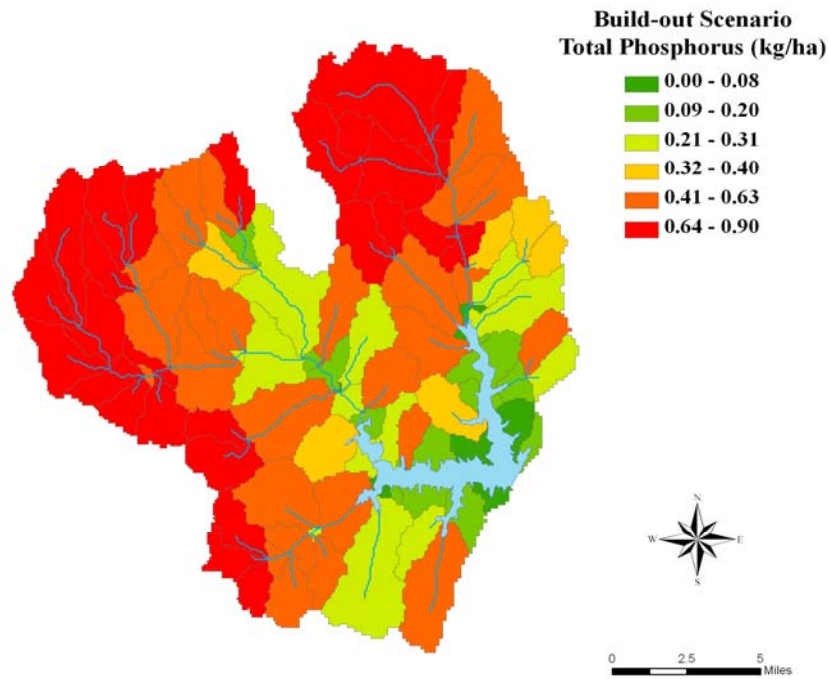 Build-out Scenario
Total Phosphorus (kg/ha)
0.00 - 0.08
0.09 - 0.20
0.21 - 0.31
0.32 - 0.40
0.41 - 0.63
0.64 - 0.90
N
W E
S
0 2.5 5
Miles